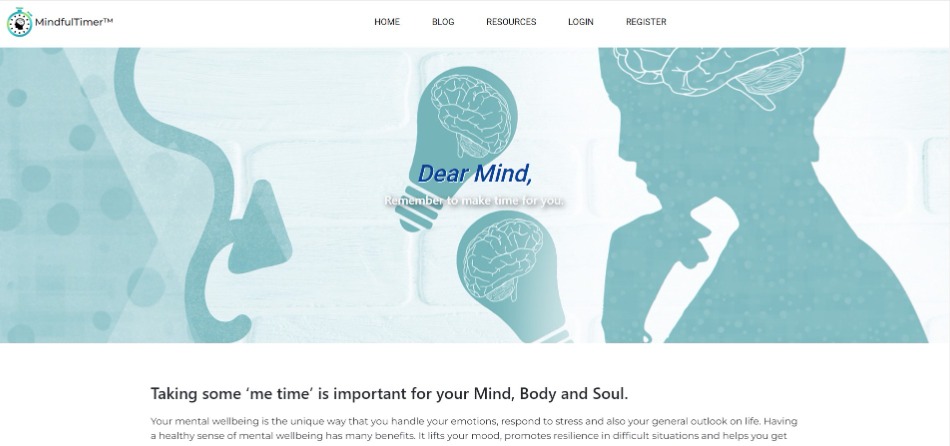 MindfulTimer™
HOME BLOG RESOURCES LOGIN REGISTER
Dear Mind,
Remember to make time for you.
Taking some ‘me time’ is important for your Mind, Body and Soul.
Your mental wellbeing is the unique way that you handle your emotions, respond to stress and also your general outlook on life. Having
a healthy sense of mental wellbeing has many benefits. It lifts your mood, promotes resilience in difficult situations and helps you get